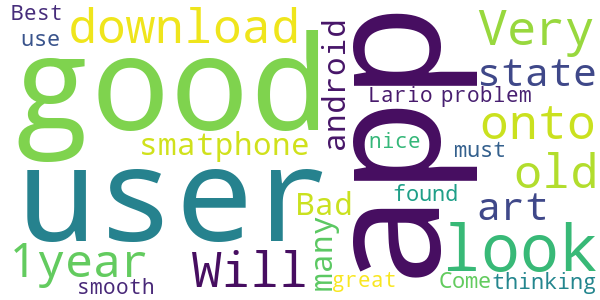 Best
download
Very
use
state
good
android
app
Lario
problem
onto
smatphone
nice
must
old
user
found
Bad
art
many
look
1year
Will
smooth
great
Come
thinking